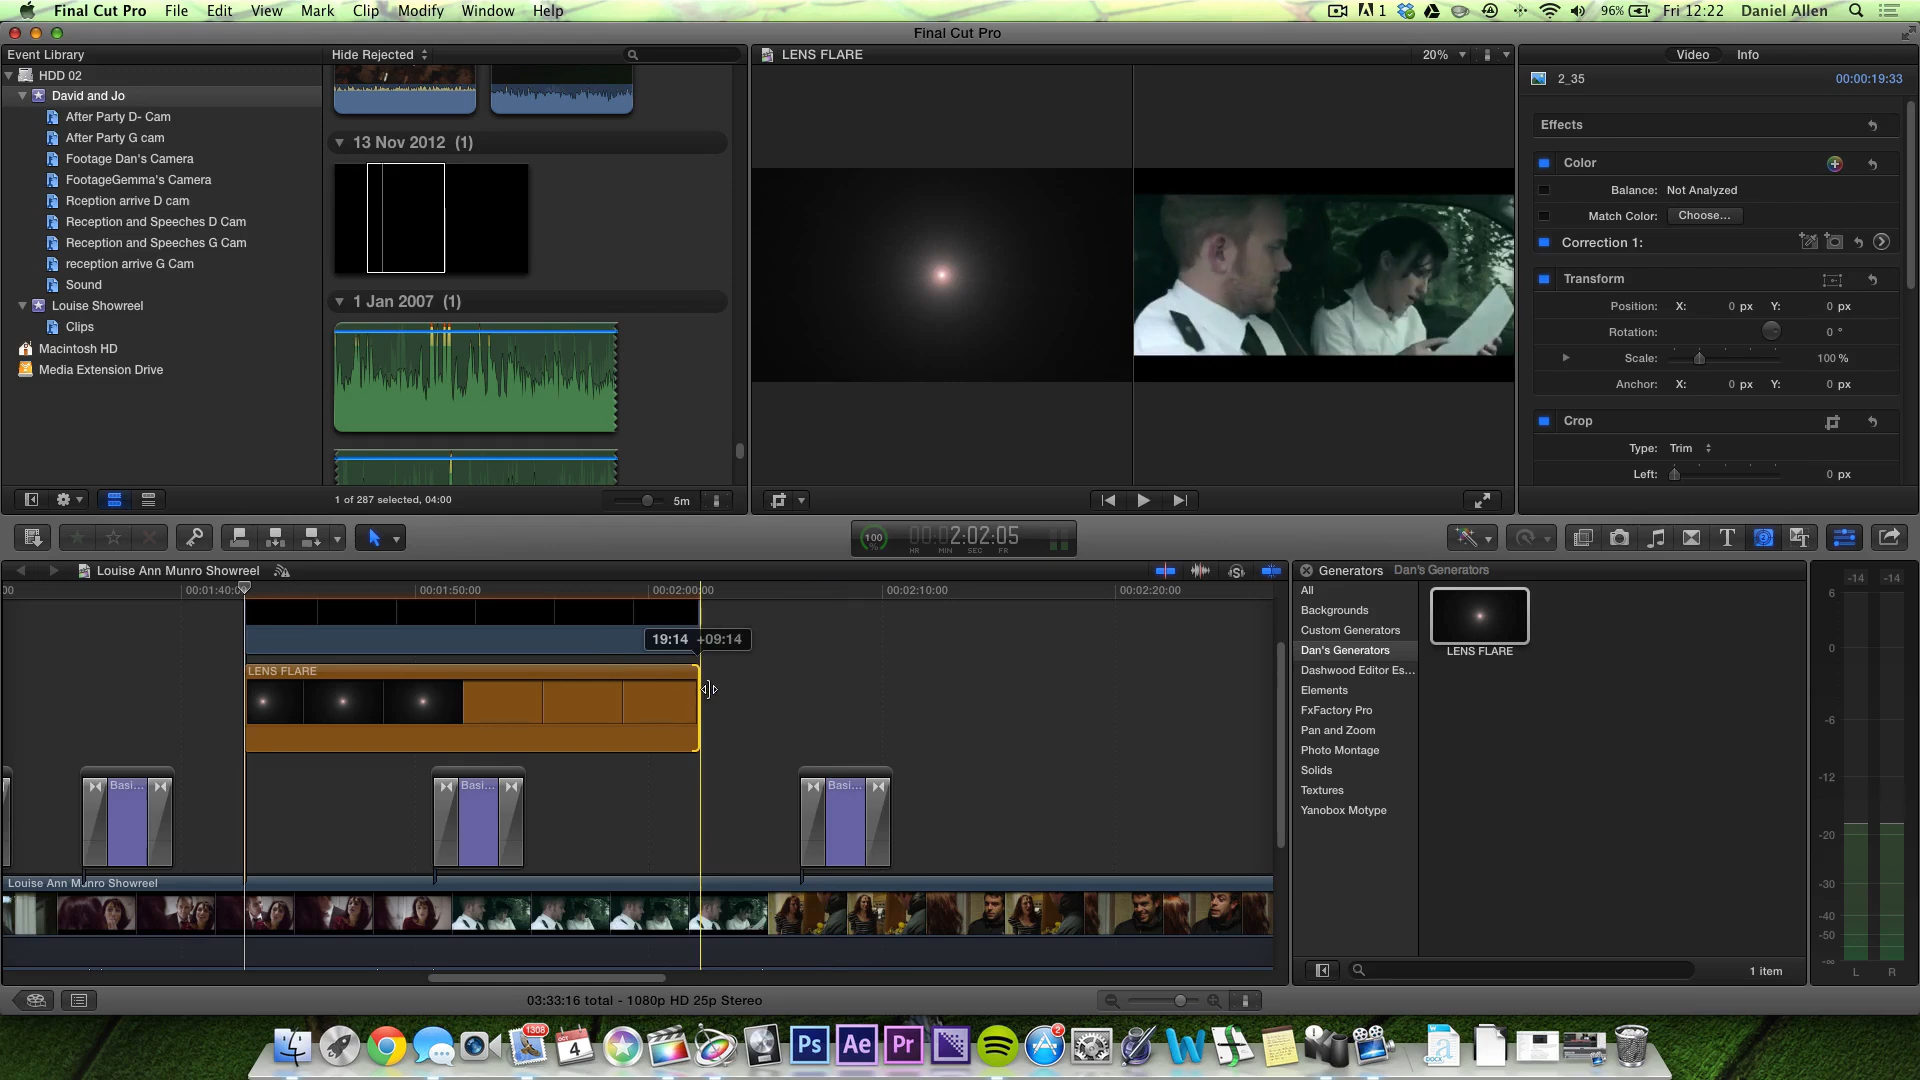 Final Cut Pro File Edit View Mark Clip Modify Window Help
1 96% Fri 12:22 Daniel Allen
Final Cut Pro
Event Library
HDD 02
David and Jo
After Party D- Cam
After Party G cam
Footage Dan's Camera
FootageGemma's Camera
Rception arrive D cam
Reception and Speeches D Cam
Reception and Speeches G Cam
reception arrive G Cam
Sound
Louise Showreel
Clips
Macintosh HD
Media Extension Drive
Hide Rejected
13 Nov 2012 (1)
1 Jan 2007 (1)
1 of 287 selected, 04:00
5m
LENS FLARE
20%
Video Info
2_35 00:00:19:33
Effects
Color
Balance: Not Analyzed
Match Color: Choose...
Correction 1:
Transform
Position: X: 0 px Y: 0 px
Rotation: 0 °
Scale: 100 %
Anchor: X: 0 px Y: 0 px
Crop
Type: Trim
Left: 0 px
100
%
00:02:02:05
HR MIN SEC FR
Louise Ann Munro Showreel
00 00:01:40:00 00:01:50:00 00:02:00:00 00:02:10:00 00:02:20:00
19:14 +09:14
LENS FLARE
Basi... Basi... Basi...
Louise Ann Munro Showreel
03:33:16 total - 1080p HD 25p Stereo
Generators Dan's Generators
All
Backgrounds
Custom Generators
Dan's Generators
Dashwood Editor Es...
Elements
FxFactory Pro
Pan and Zoom
Photo Montage
Solids
Textures
Yanobox Motype
LENS FLARE
1 item
-14 -14
6
0
-6
-12
-20
-30
-40
-50
-∞
L R
1308
4
Ps Ae Pr
2
W
DOCX